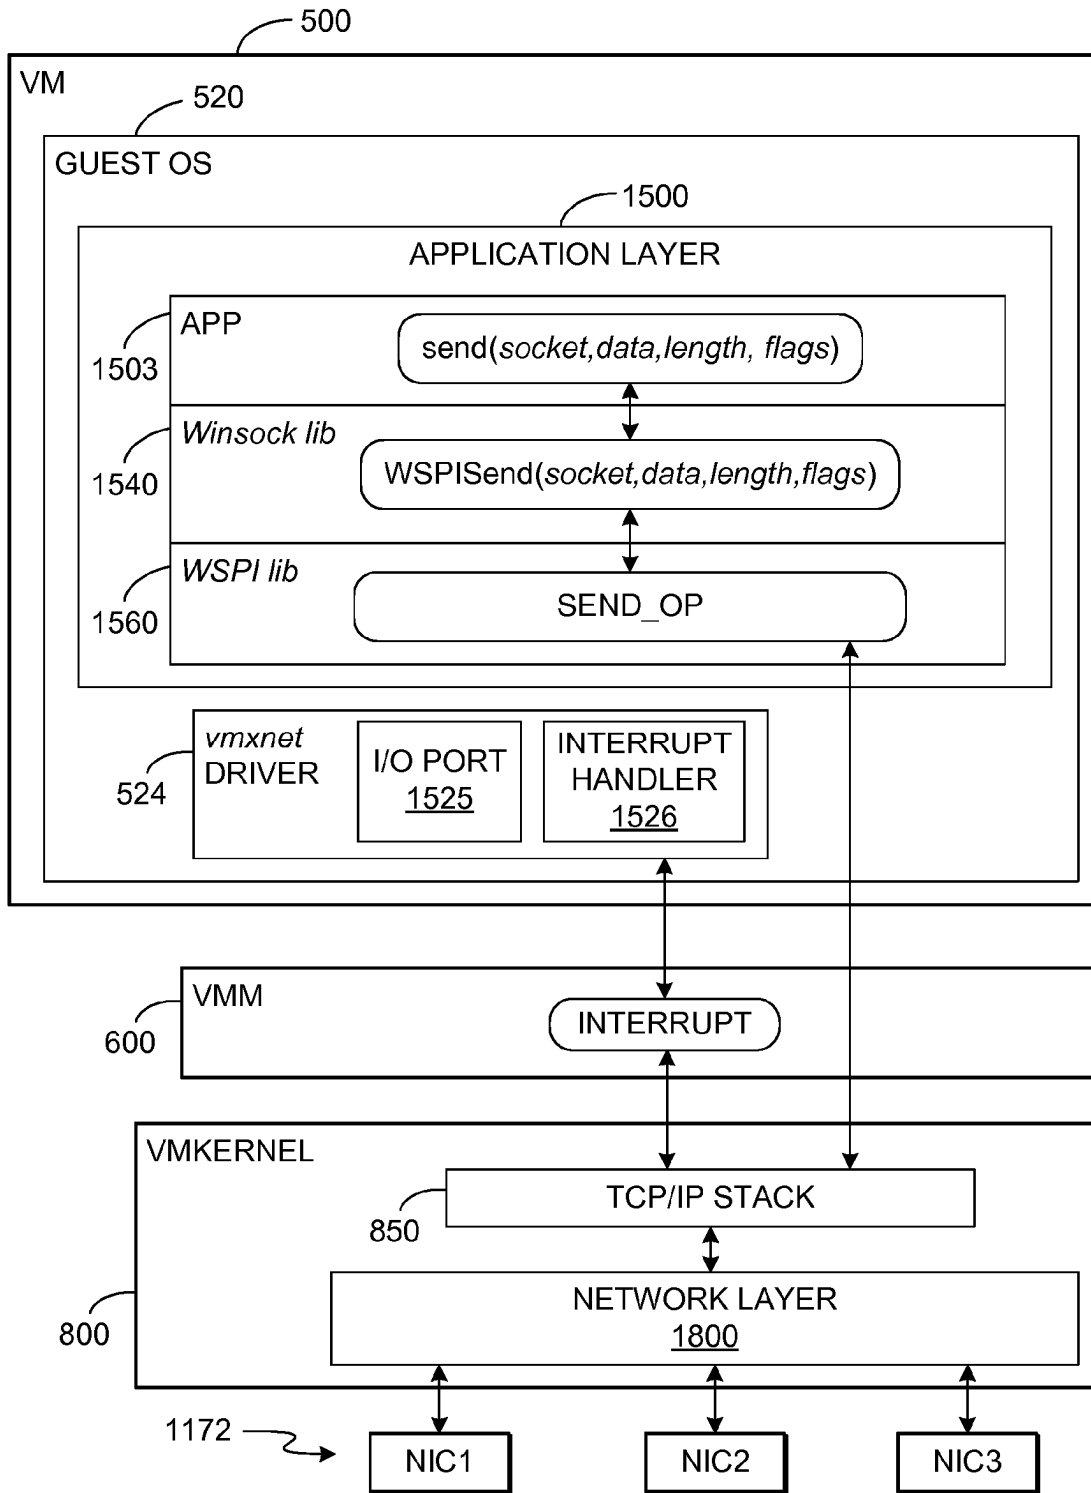 500
VM
520
GUEST OS
1500
APPLICATION LAYER
APP
send(socket,data,length, flags)
1503
Winsock lib
WSPISend(socket,data,length,flags)
1540
WSPI lib
SEND_OP
1560
vmxnet
DRIVER
I/O PORT
1525
INTERRUPT
HANDLER
1526
524
VMM
INTERRUPT
600
VMKERNEL
TCP/IP STACK
850
NETWORK LAYER
1800
800
1172
NIC1
NIC2
NIC3